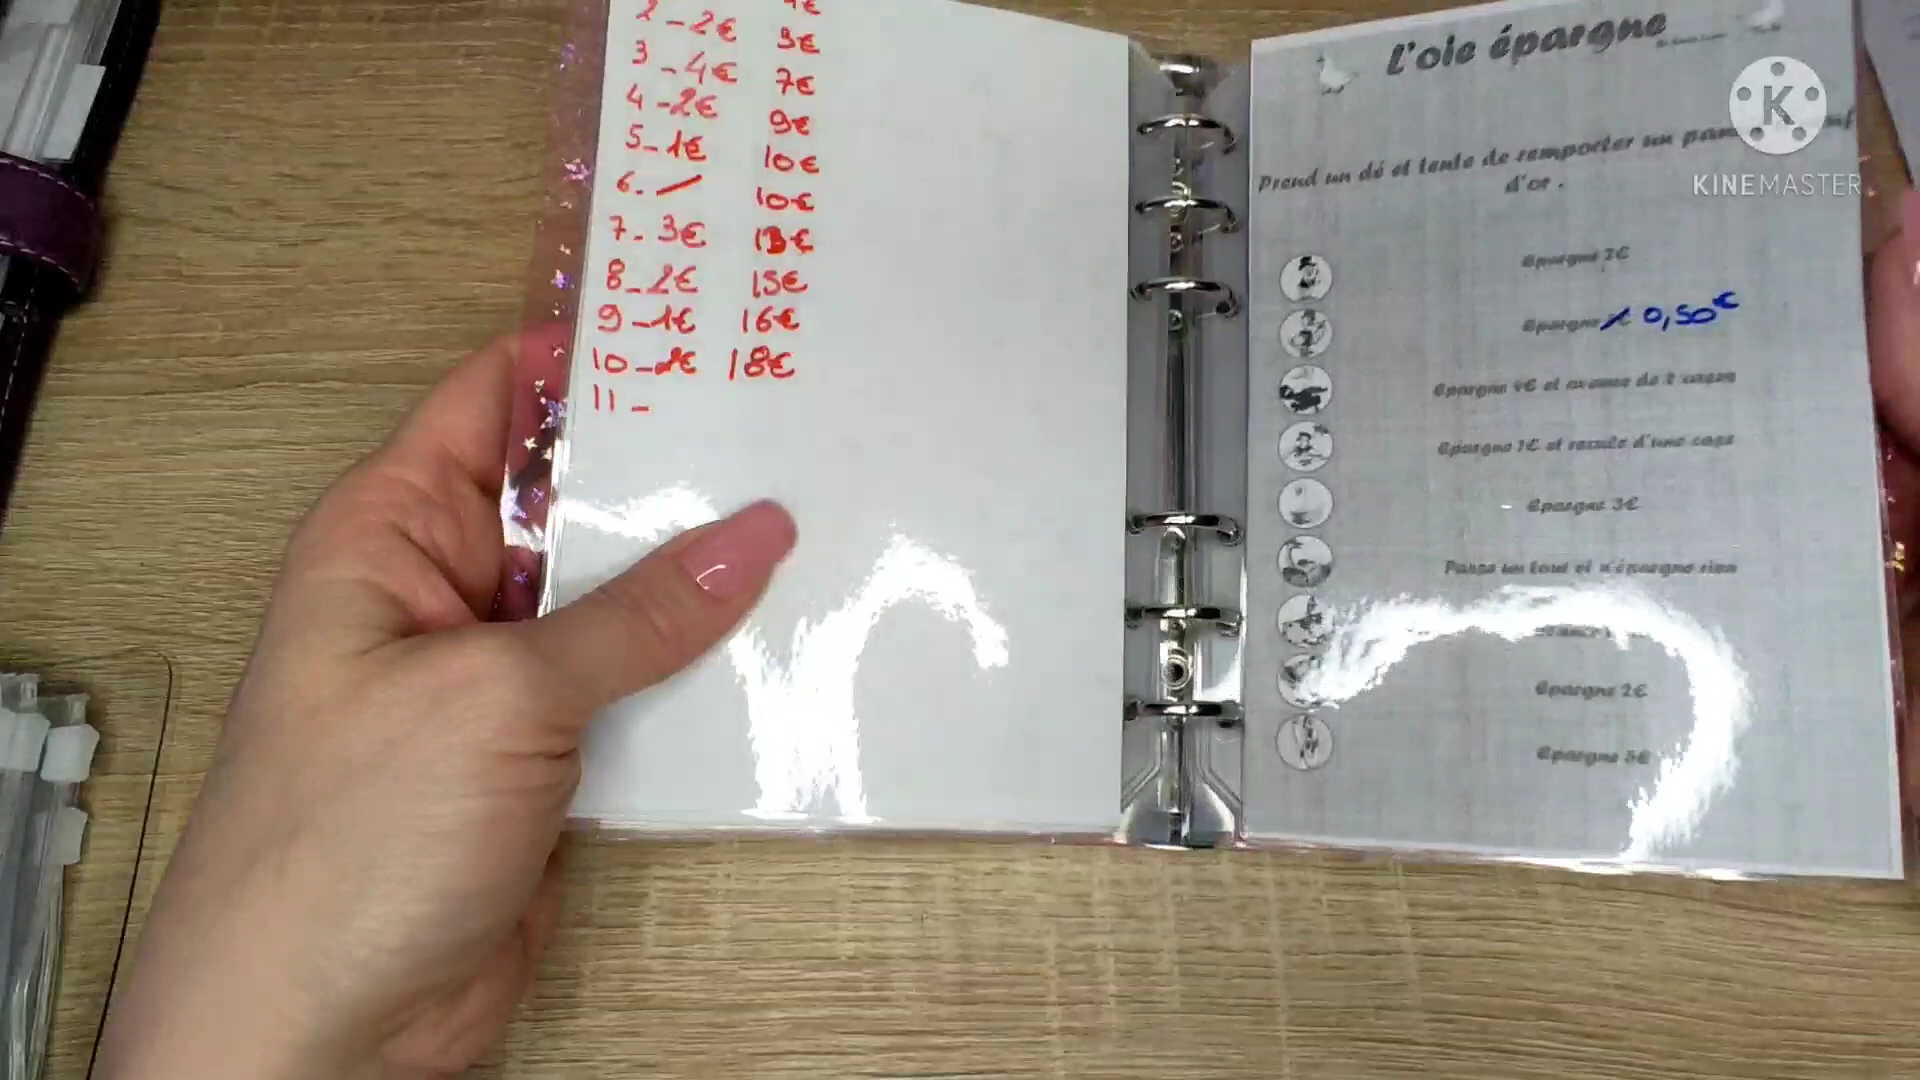 1€
2 - 2€ 3€
3 - 4€ 7€
4 - 2€ 9€
5 - 1€ 10€
6. / 10€
7 - 3€ 13€
8 - 2€ 15€
9 - 1€ 16€
10 - 2€ 18€
11 -
L'oie épargne
Prend un dé et tente de remporter un
d'or .
Epargne 2€
Epargne 0,50€
Epargne 4€ et avance de 2 cases
Epargne 1€ et recule d'une case
Epargne 3€
Passe un tour et n'épargne rien
Epargne 2€
Epargne 5€
K
KINEMASTER